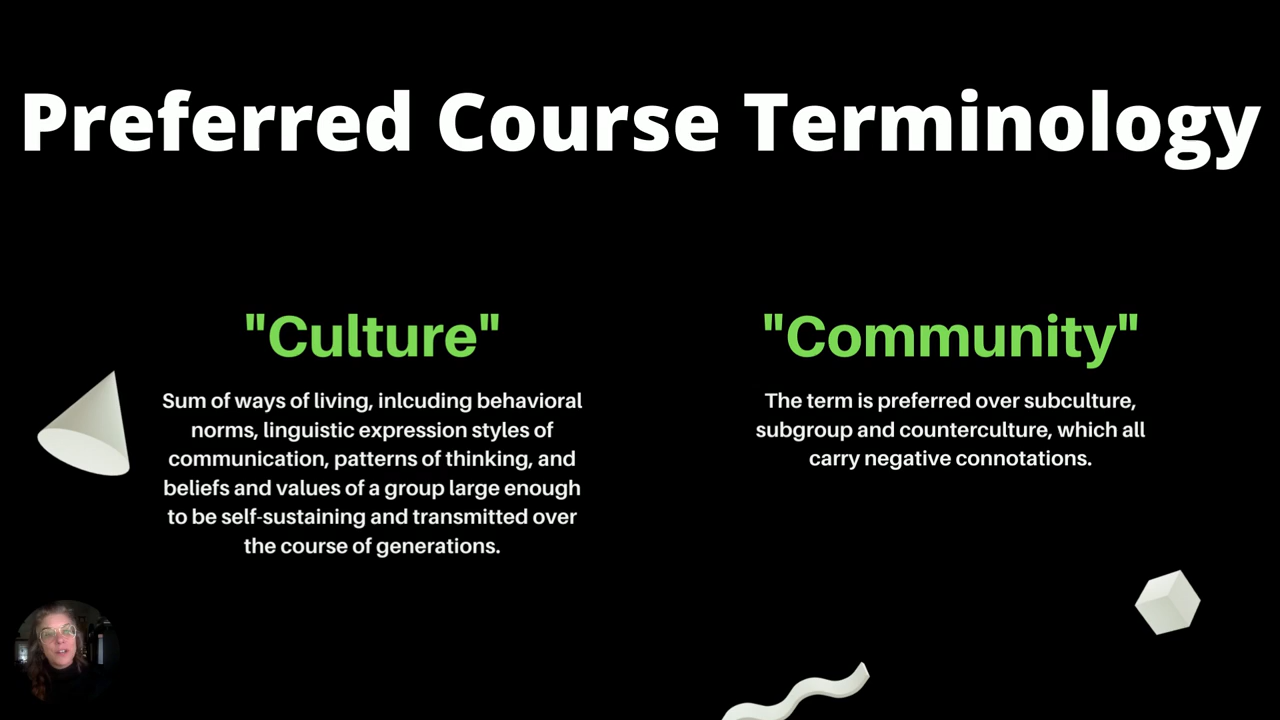 Preferred Course Terminology
"Culture"
Sum of ways of living, inlcuding behavioral
norms, linguistic expression styles of
communication, patterns of thinking, and
beliefs and values of a group large enough
to be self-sustaining and transmitted over
the course of generations.
"Community"
The term is preferred over subculture,
subgroup and counterculture, which all
carry negative connotations.